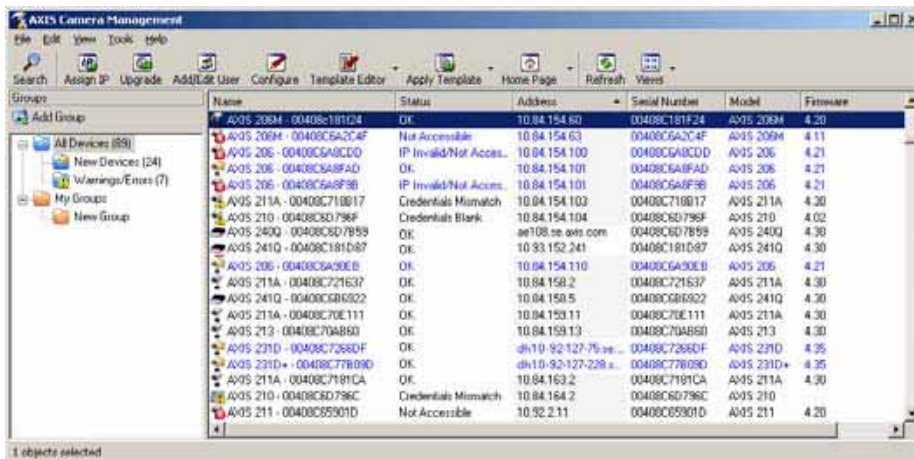 AXIS Camera Management
File Edit View Tools Help
Search Assign IP Upgrade Add/Edit User Configure Template Editor Apply Template Home Page Refresh Views
Groups
Add Group
All Devices (89)
New Devices (24)
Warnings/Errors (7)
My Groups
New Group
Name Status Address Serial Number Model Firmware
AXIS 206M - 00408c181f24 OK 10.84.154.60 00408C181F24 AXIS 206M 4.20
AXIS 206M - 00408C6A2C4F Not Accessible 10.84.154.63 00408C6A2C4F AXIS 206M 4.11
AXIS 206 - 00408C6A8CDD IP Invalid/Not Acces... 10.84.154.100 00408C6A8CDD AXIS 206 4.21
AXIS 206 - 00408C6A8FAD OK 10.84.154.101 00408C6A8FAD AXIS 206 4.21
AXIS 206 - 00408C6A8F9B IP Invalid/Not Acces... 10.84.154.101 00408C6A8F9B AXIS 206 4.21
AXIS 211A - 00408C718B17 Credentials Mismatch 10.84.154.103 00408C718B17 AXIS 211A 4.30
AXIS 210 - 00408C6D796F Credentials Blank 10.84.154.104 00408C6D796F AXIS 210 4.02
AXIS 240Q - 00408C6D7B59 OK ae108.se.axis.com 00408C6D7B59 AXIS 240Q 4.30
AXIS 241Q - 00408C181D87 OK 10.93.152.241 00408C181D87 AXIS 241Q 4.30
AXIS 206 - 00408C6A90EB OK 10.84.154.110 00408C6A90EB AXIS 206 4.21
AXIS 211A - 00408C721637 OK 10.84.158.2 00408C721637 AXIS 211A 4.30
AXIS 241Q - 00408C6B6922 OK 10.84.158.5 00408C6B6922 AXIS 241Q 4.30
AXIS 211A - 00408C70E111 OK 10.84.159.11 00408C70E111 AXIS 211A 4.30
AXIS 213 - 00408C70AB60 OK 10.84.159.13 00408C70AB60 AXIS 213 4.30
AXIS 231D - 00408C7266DF OK dh10-92-127-75.se... 00408C7266DF AXIS 231D 4.35
AXIS 231D+ - 00408C77B09D OK dh10-92-127-228.s... 00408C77B09D AXIS 231D+ 4.35
AXIS 211A - 00408C7181CA OK 10.84.163.2 00408C7181CA AXIS 211A 4.30
AXIS 210 - 00408C6D796C Credentials Mismatch 10.84.164.2 00408C6D796C AXIS 210
AXIS 211 - 00408C65901D Not Accessible 10.92.2.11 00408C65901D AXIS 211 4.20
1 objects selected